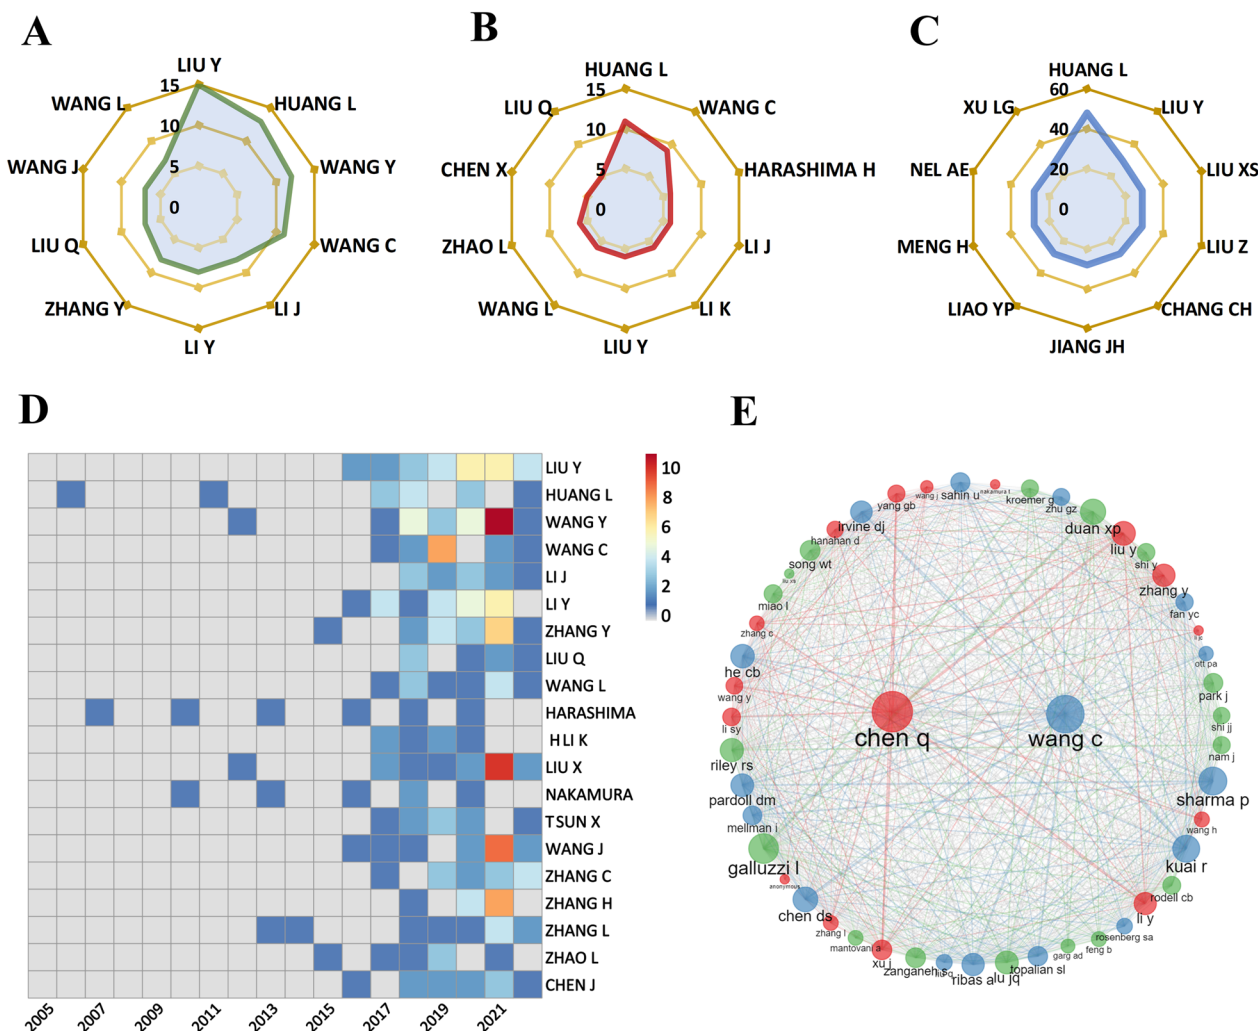 A
LIU Y
15
WANG L
HUANG L
10
WANG J
5
WANG Y
0
LIU Q
WANG C
ZHANG Y
LI J
LI Y
B
HUANG L
15
LIU Q
WANG C
10
CHEN X
5
HARASHIMA H
0
ZHAO L
LI J
WANG L
LI K
LIU Y
C
HUANG L
60
XU LG
LIU Y
40
NEL AE
20
LIU XS
0
MENG H
LIU Z
LIAO YP
CHANG CH
JIANG JH
D
LIU Y
HUANG L
WANG Y
WANG C
LI J
LI Y
ZHANG Y
LIU Q
WANG L
HARASHIMA
HLI K
LIU X
NAKAMURA
TSUN X
WANG J
ZHANG C
ZHANG H
ZHANG L
ZHAO L
CHEN J
10
8
6
4
2
0
2005
2007
2009
2011
2013
2015
2017
2019
2021
E
sahin u
nakamura t
wang j
kroemer g
yang gb
zhu gz
irvine dj
duan xp
hanahan d
liu y
song wt
shi y
liu xs
zhang y
miao l
fan yc
zhang c
li jc
he cb
ott pa
wang y
park j
li sy
shi jj
chen q
wang c
riley rs
nam j
pardoll dm
sharma p
mellman i
wang h
galluzzi l
kuai r
anonymous
rodell cb
chen ds
li y
zhang l
rosenberg sa
mantovani a
feng b
xu j
garg ad
zanganeh s
topalian sl
ribas a
lu jq